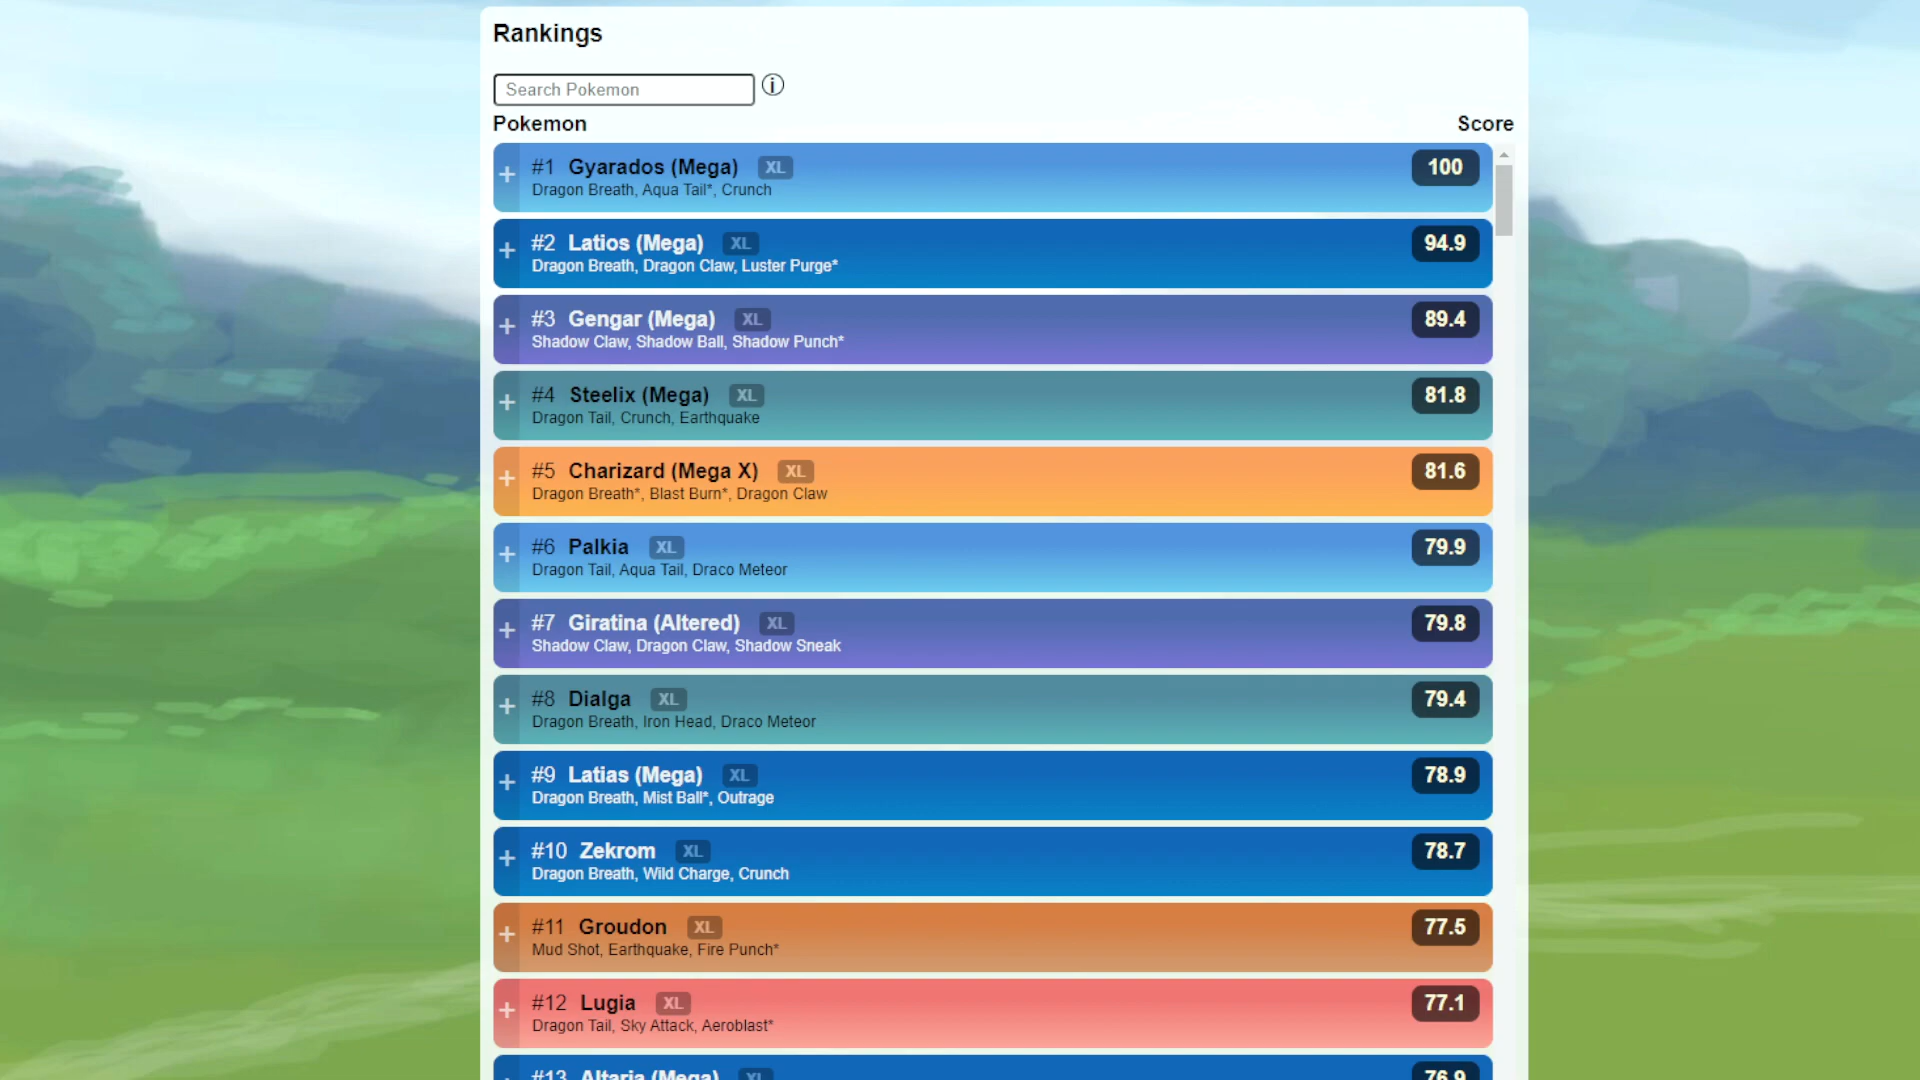 Rankings
Search Pokemon
ⓘ
Pokemon Score
+ #1 Gyarados (Mega) XL 100
Dragon Breath, Aqua Tail*, Crunch
+ #2 Latios (Mega) XL 94.9
Dragon Breath, Dragon Claw, Luster Purge*
+ #3 Gengar (Mega) XL 89.4
Shadow Claw, Shadow Ball, Shadow Punch*
+ #4 Steelix (Mega) XL 81.8
Dragon Tail, Crunch, Earthquake
+ #5 Charizard (Mega X) XL 81.6
Dragon Breath*, Blast Burn*, Dragon Claw
+ #6 Palkia XL 79.9
Dragon Tail, Aqua Tail, Draco Meteor
+ #7 Giratina (Altered) XL 79.8
Shadow Claw, Dragon Claw, Shadow Sneak
+ #8 Dialga XL 79.4
Dragon Breath, Iron Head, Draco Meteor
+ #9 Latias (Mega) XL 78.9
Dragon Breath, Mist Ball*, Outrage
+ #10 Zekrom XL 78.7
Dragon Breath, Wild Charge, Crunch
+ #11 Groudon XL 77.5
Mud Shot, Earthquake, Fire Punch*
+ #12 Lugia XL 77.1
Dragon Tail, Sky Attack, Aeroblast*
#13 Altaria (Mega) XL 76.9